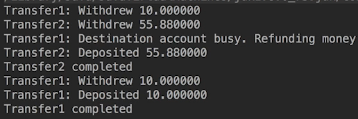 Transfer1: Withdrew 10.000000
Transfer2: Withdrew 55.880000
Transfer1: Destination account busy. Refunding money
Transfer2: Deposited 55.880000
Transfer2 completed
Transfer1: Withdrew 10.000000
Transfer1: Deposited 10.000000
Transfer1 completed